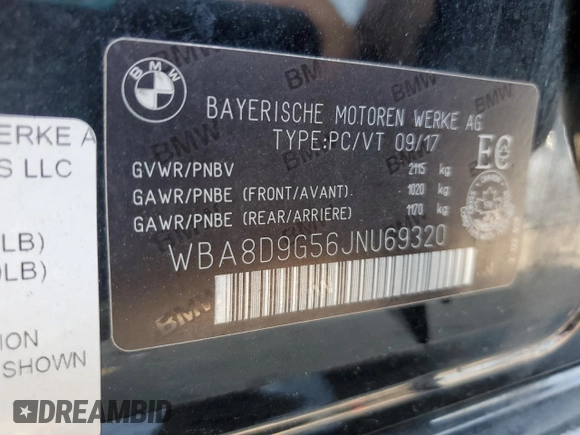 BMW
BAYERISCHE MOTOREN WERKE AG
TYPE:PC/VT 09/17
GVWR/PNBV 2115 kg
GAWR/PNBE (FRONT/AVANT) 1020 kg
GAWR/PNBE (REAR/ARRIERE) 1170 kg
WBA8D9G56JNU69320
WERKE A
S LLC
LB)
0LB)
ION
SHOWN
DREAMBID